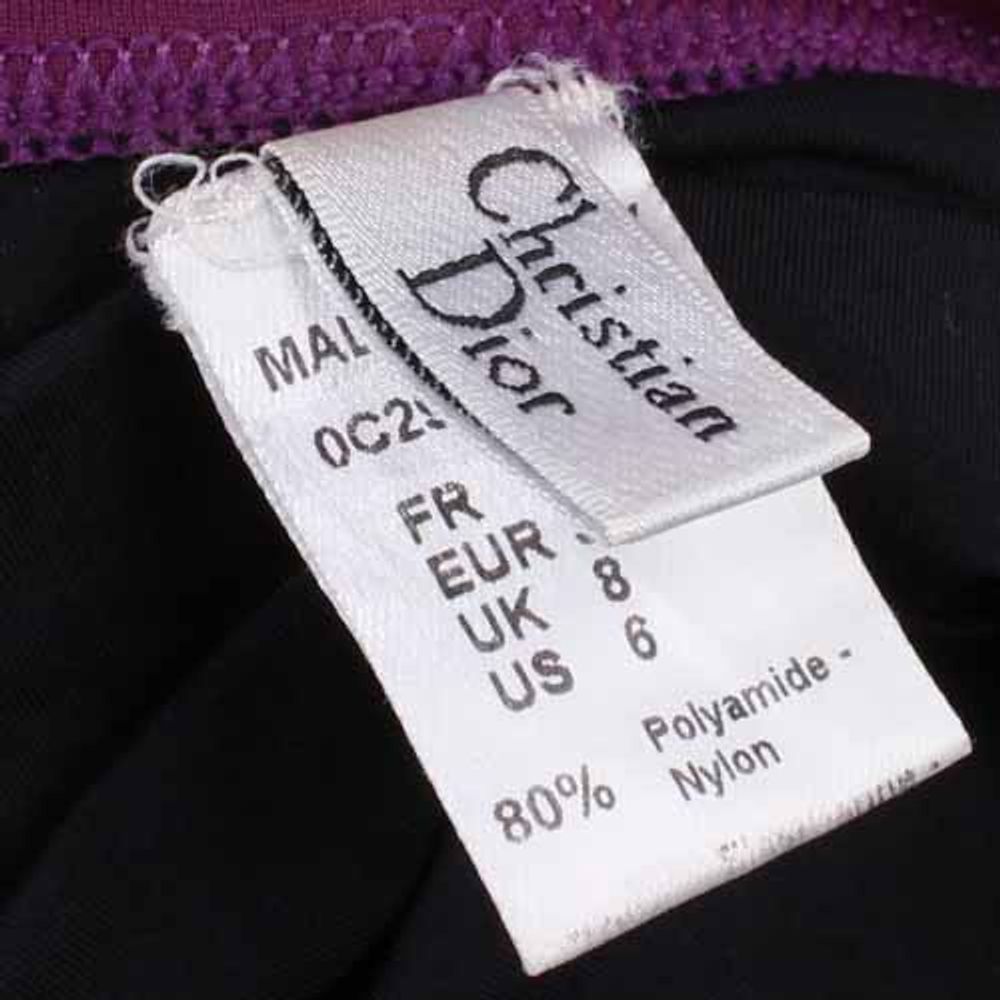 Christian
Dior
MAL
0C2
FR
EUR
UK 8
US 6
80% Polyamide -
Nylon